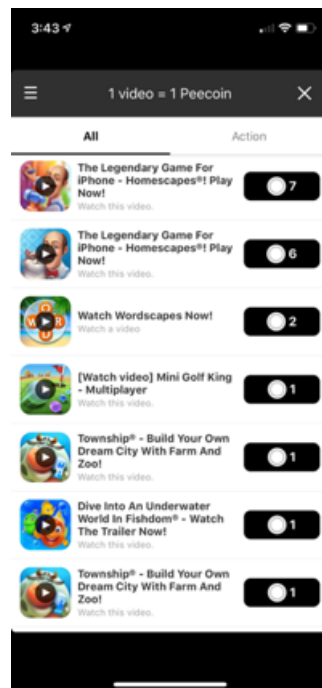 3:43
1 video = 1 Peecoin
All
Action
The Legendary Game For
iPhone - Homescapes®! Play
Now!
Watch this video.
7
The Legendary Game For
iPhone - Homescapes®! Play
Now!
Watch this video.
6
Watch Wordscapes Now!
Watch a video
2
[Watch video] Mini Golf King
- Multiplayer
Watch this video.
1
Township® - Build Your Own
Dream City With Farm And
Zoo!
Watch this video.
1
Dive Into An Underwater
World In Fishdom® - Watch
The Trailer Now!
Watch this video.
1
Township® - Build Your Own
Dream City With Farm And
Zoo!
Watch this video.
1